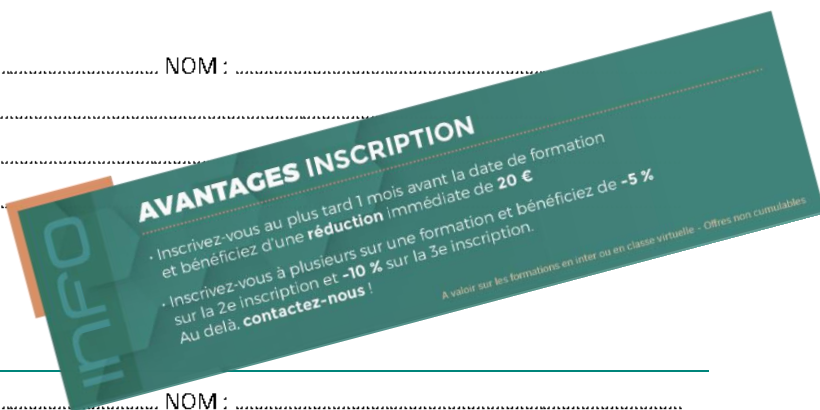 NOM :
INFO
AVANTAGES INSCRIPTION
• Inscrivez-vous au plus tard 1 mois avant la date de formation
et bénéficiez d'une réduction immédiate de 20 €
• Inscrivez-vous à plusieurs sur une formation et bénéficiez de -5 %
sur la 2e inscription et -10 % sur la 3e inscription.
Au delà, contactez-nous !
A valoir sur les formations en inter ou en classe virtuelle - Offres non cumulables
NOM :